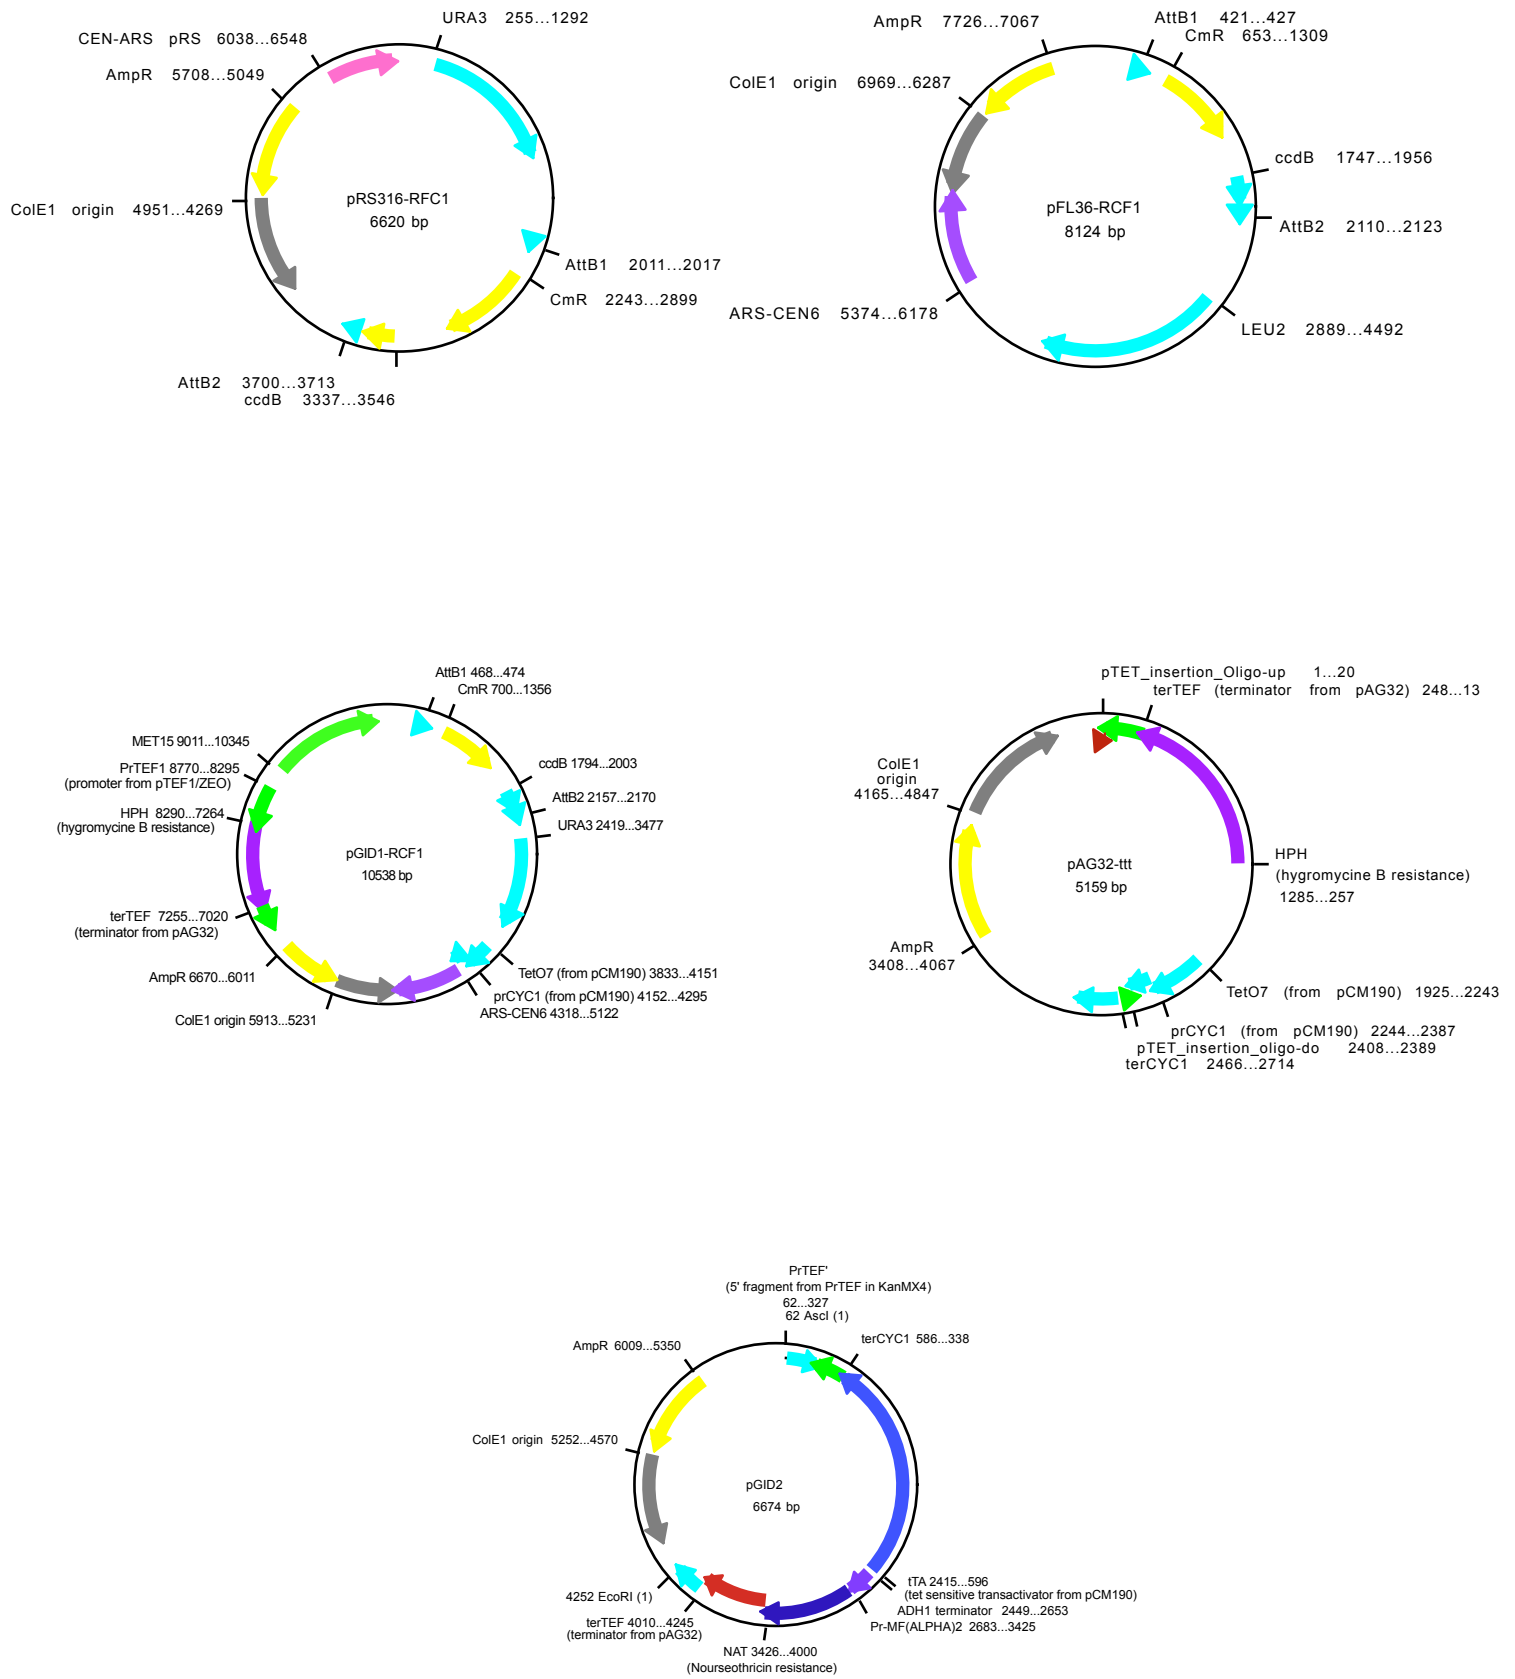 URA3 255...1292
CEN-ARS pRS 6038...6548
AmpR 5708...5049
ColE1 origin 4951...4269
pRS316-RFC1
6620 bp
AttB1 2011...2017
CmR 2243...2899
AttB2 3700...3713
ccdB 3337...3546
AmpR 7726...7067
AttB1 421...427
CmR 653...1309
ColE1 origin 6969...6287
ccdB 1747...1956
pFL36-RCF1
8124 bp
AttB2 2110...2123
ARS-CEN6 5374...6178
LEU2 2889...4492
AttB1 468...474
CmR 700...1356
MET15 9011...10345
PrTEF1 8770...8295
(promoter from pTEF1/ZEO)
ccdB 1794...2003
AttB2 2157...2170
HPH 8290...7264
(hygromycine B resistance)
URA3 2419...3477
pGID1-RCF1
10538 bp
terTEF 7255...7020
(terminator from pAG32)
AmpR 6670...6011
TetO7 (from pCM190) 3833...4151
prCYC1 (from pCM190) 4152...4295
ARS-CEN6 4318...5122
ColE1 origin 5913...5231
pTET_insertion_Oligo-up 1...20
terTEF (terminator from pAG32) 248...13
ColE1
origin
4165...4847
pAG32-ttt
5159 bp
HPH
(hygromycine B resistance)
1285...257
AmpR
3408...4067
TetO7 (from pCM190) 1925...2243
prCYC1 (from pCM190) 2244...2387
pTET_insertion_oligo-do 2408...2389
terCYC1 2466...2714
PrTEF'
(5' fragment from PrTEF in KanMX4)
62...327
62 AscI (1)
AmpR 6009...5350
terCYC1 586...338
ColE1 origin 5252...4570
pGID2
6674 bp
tTA 2415...596
(tet sensitive transactivator from pCM190)
ADH1 terminator 2449...2653
Pr-MF(ALPHA)2 2683...3425
4252 EcoRI (1)
terTEF 4010...4245
(terminator from pAG32)
NAT 3426...4000
(Nourseothricin resistance)